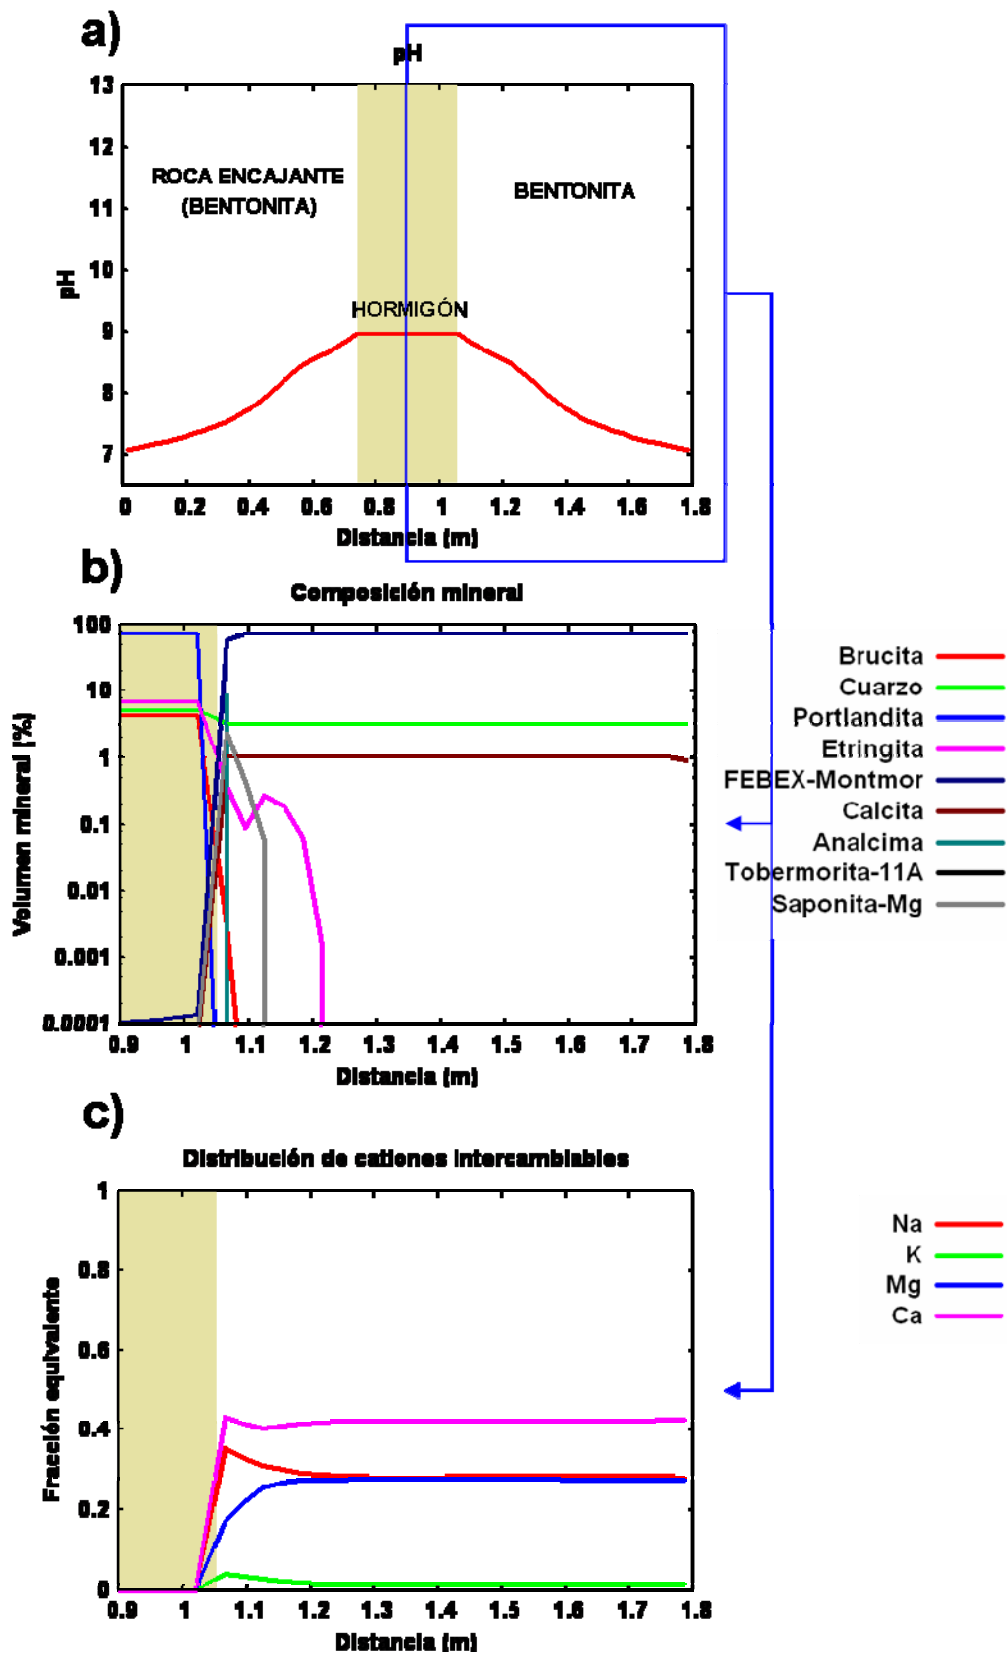 a)
pH
13
12
11
10
9
8
7
pH
ROCA ENCAJANTE
(BENTONITA)
BENTONITA
HORMIGÓN
0 0.2 0.4 0.6 0.8 1 1.2 1.4 1.6 1.8
Distancia (m)
b)
Composición mineral
100
10
1
0.1
0.01
0.001
0.0001
Volumen mineral (%)
0.9 1 1.1 1.2 1.3 1.4 1.5 1.6 1.7 1.8
Distancia (m)
Brucita
Cuarzo
Portlandita
Etringita
FEBEX-Montmor
Calcita
Analcima
Tobermorita-11A
Saponita-Mg
c)
Distribución de cationes intercambiables
1
0.8
0.6
0.4
0.2
0
Fracción equivalente
0.9 1 1.1 1.2 1.3 1.4 1.5 1.6 1.7 1.8
Distancia (m)
Na
K
Mg
Ca